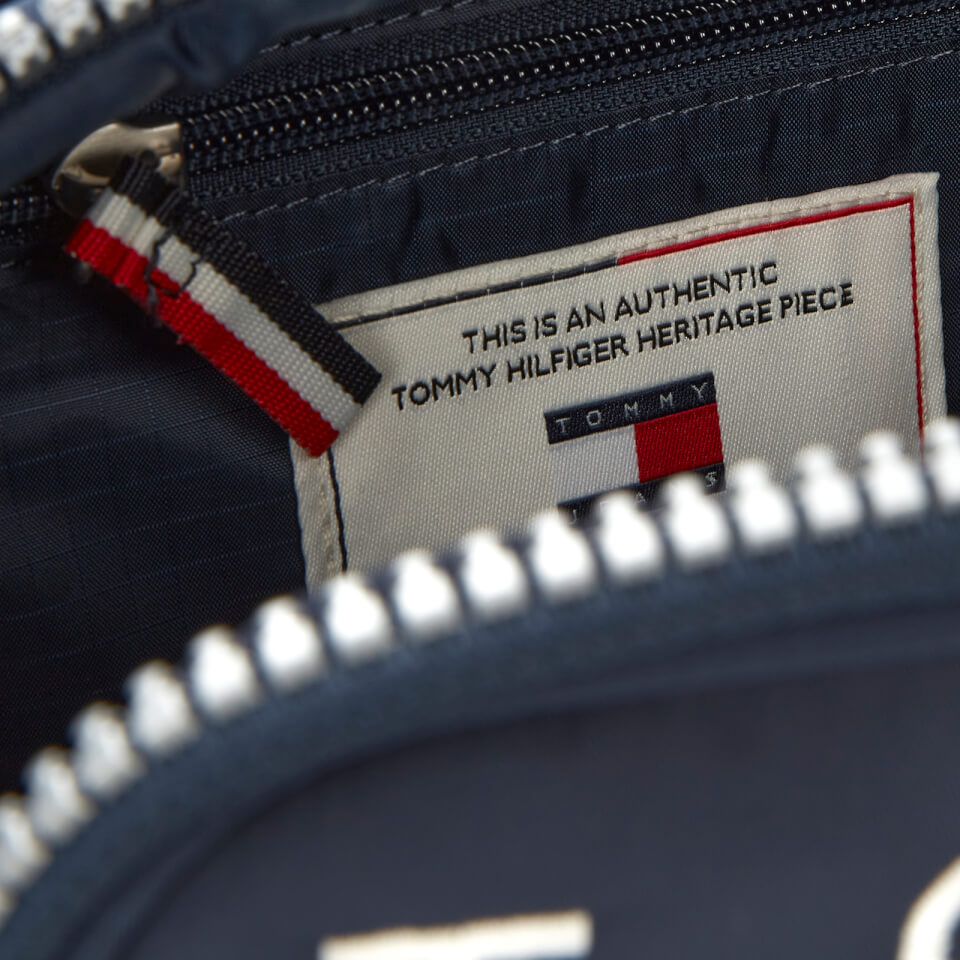 THIS IS AN AUTHENTIC
TOMMY HILFIGER HERITAGE PIECE
TOMMY